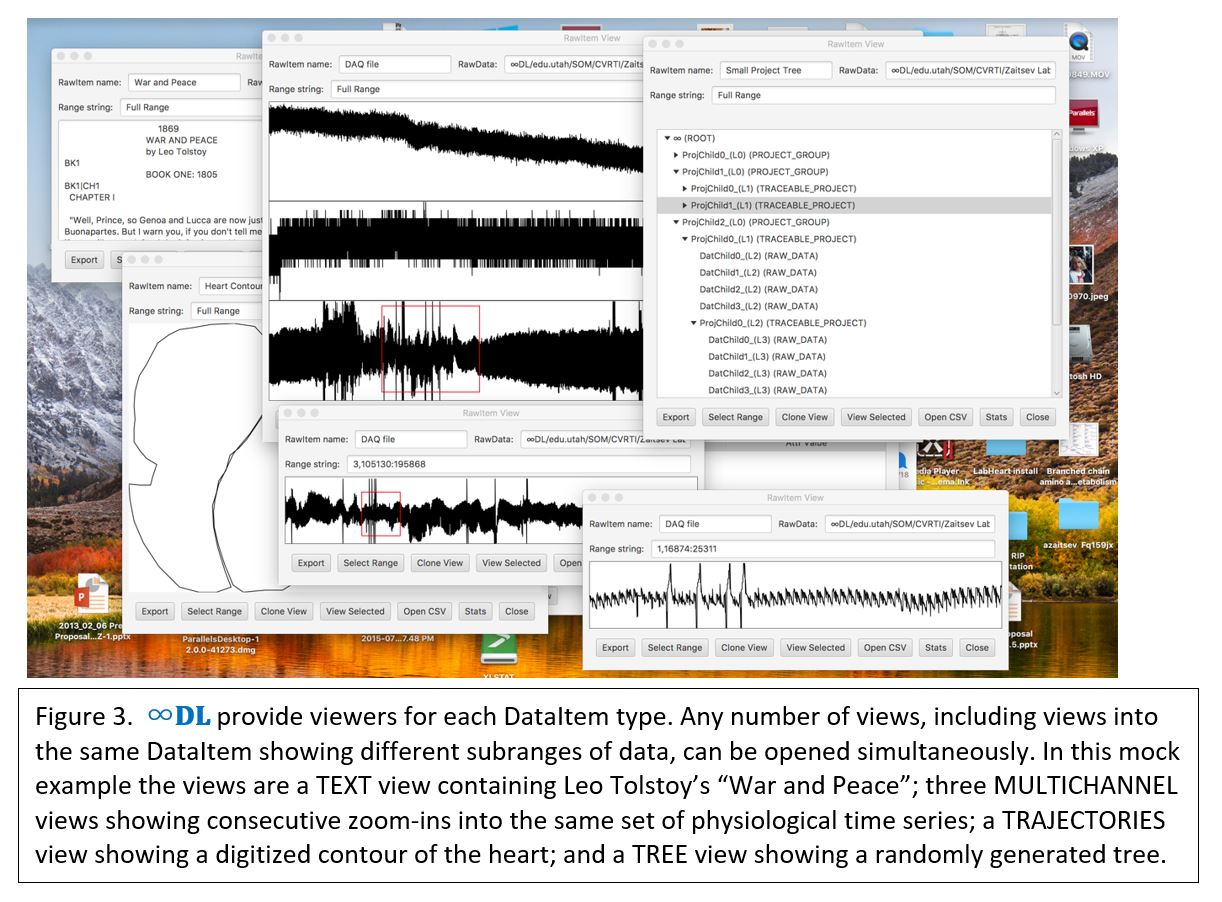 RawItem View
RawItem name: DAQ file RawData: ∞DL/edu.utah/SOM/CVRTI/Zaits
Range string: Full Range
RawItem name: War and Peace
Range string: Full Range
1869
WAR AND PEACE
by Leo Tolstoy
BK1
BOOK ONE: 1805
BK1|CH1
CHAPTER I
"Well, Prince, so Genoa and Lucca are now just
Buonapartes. But I warn you, if you don't tell me
Export
RawItem name: Heart Contour
Range string: Full Range
Export Select Range Clone View View Selected Open CSV Stats Close
RawItem View
RawItem name: Small Project Tree RawData: ∞DL/edu.utah/SOM/CVRTI/Zaitsev Lab
Range string: Full Range
∞ (ROOT)
ProjChild0_(L0) (PROJECT_GROUP)
ProjChild1_(L0) (PROJECT_GROUP)
ProjChild0_(L1) (TRACEABLE_PROJECT)
ProjChild1_(L1) (TRACEABLE_PROJECT)
ProjChild2_(L0) (PROJECT_GROUP)
ProjChild0_(L1) (TRACEABLE_PROJECT)
DatChild0_(L2) (RAW_DATA)
DatChild1_(L2) (RAW_DATA)
DatChild2_(L2) (RAW_DATA)
DatChild3_(L2) (RAW_DATA)
ProjChild0_(L2) (TRACEABLE_PROJECT)
DatChild0_(L3) (RAW_DATA)
DatChild1_(L3) (RAW_DATA)
DatChild2_(L3) (RAW_DATA)
DatChild3_(L3) (RAW_DATA)
Export Select Range Clone View View Selected Open CSV Stats Close
RawItem View
RawItem name: DAQ file RawData: ∞DL/edu.utah/SOM/CVRTI/Zaitsev Lab
Range string: 3,105130:195868
Export Select Range Clone View View Selected Open
Attr Value
RawItem View
RawItem name: DAQ file RawData: ∞DL/edu.utah/SOM/CVRTI/Zaitsev Lab
Range string: 1,16874:25311
Export Select Range Clone View View Selected Open CSV Stats Close
MOV
0849.MOV
Parallels
0970.jpeg
tosh HD
LabHeart install
Branched chain
amino a...etabolism
azaitsev Fq159jx
2013_02_06 Pre
Proposal...Z-1.pptx
ParallelsDesktop-1
2.0.0-41273.dmg
2015-07...7.48 PM
XLSTAT
Figure 3. ∞DL provide viewers for each DataItem type. Any number of views, including views into
the same DataItem showing different subranges of data, can be opened simultaneously. In this mock
example the views are a TEXT view containing Leo Tolstoy’s “War and Peace”; three MULTICHANNEL
views showing consecutive zoom-ins into the same set of physiological time series; a TRAJECTORIES
view showing a digitized contour of the heart; and a TREE view showing a randomly generated tree.